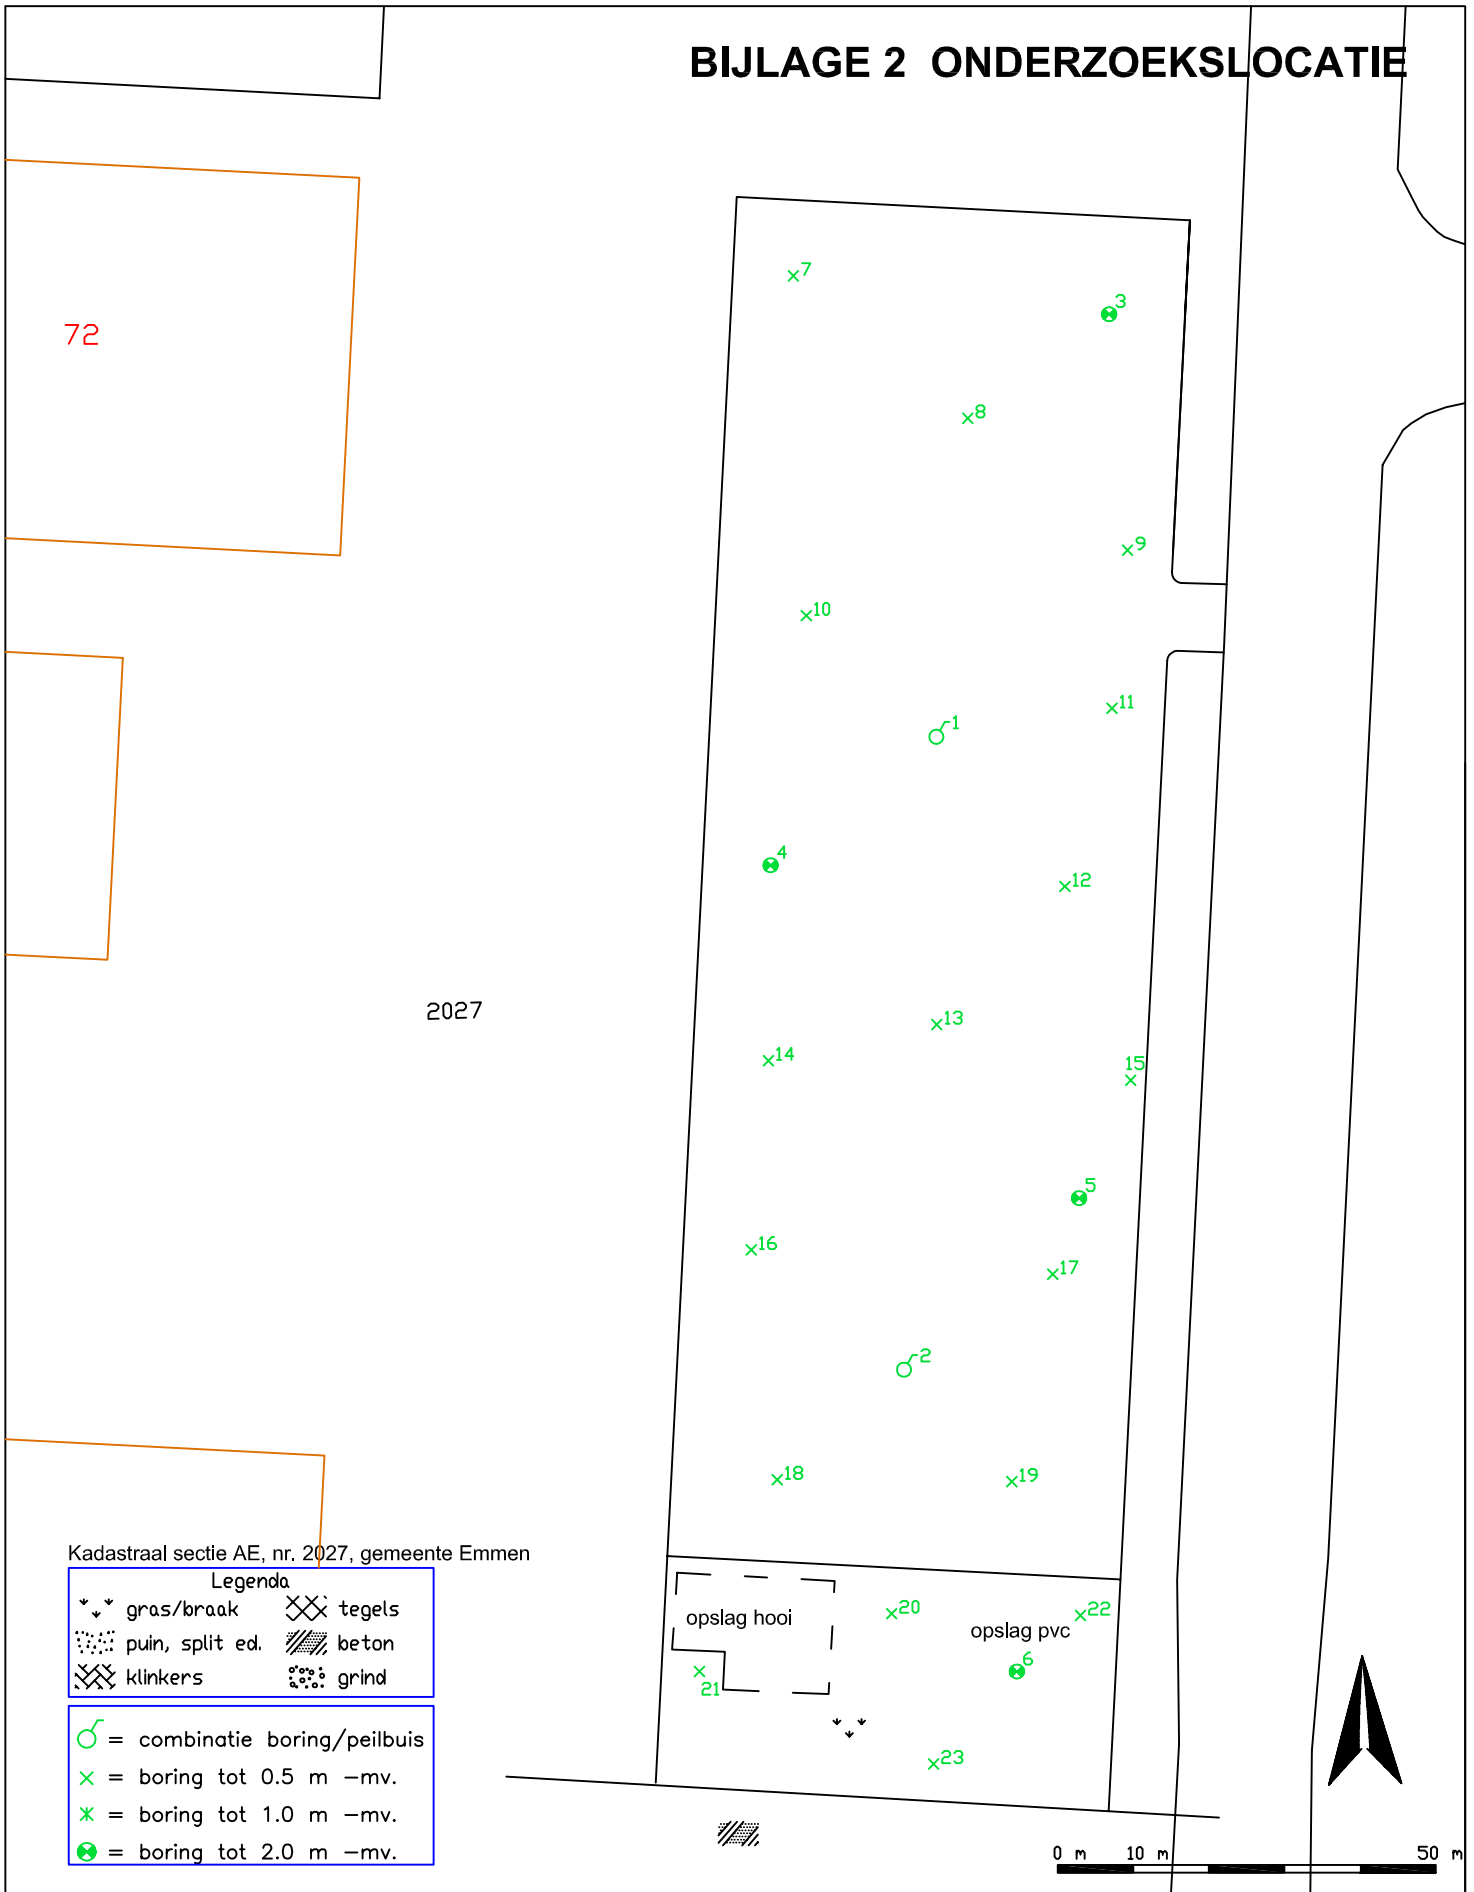 BIJLAGE 2 ONDERZOEKSLOCATIE
7
3
72
8
9
10
11
1
4
12
2027
13
14
15
5
16
17
2
18
19
Kadastraal sectie AE, nr. 2027, gemeente Emmen
Legenda
gras/braak
tegels
puin, split ed.
beton
klinkers
grind
opslag hooi
20
22
opslag pvc
6
21
23
= combinatie boring/peilbuis
= boring tot 0.5 m -mv.
= boring tot 1.0 m -mv.
= boring tot 2.0 m -mv.
0 m 10 m 50 m